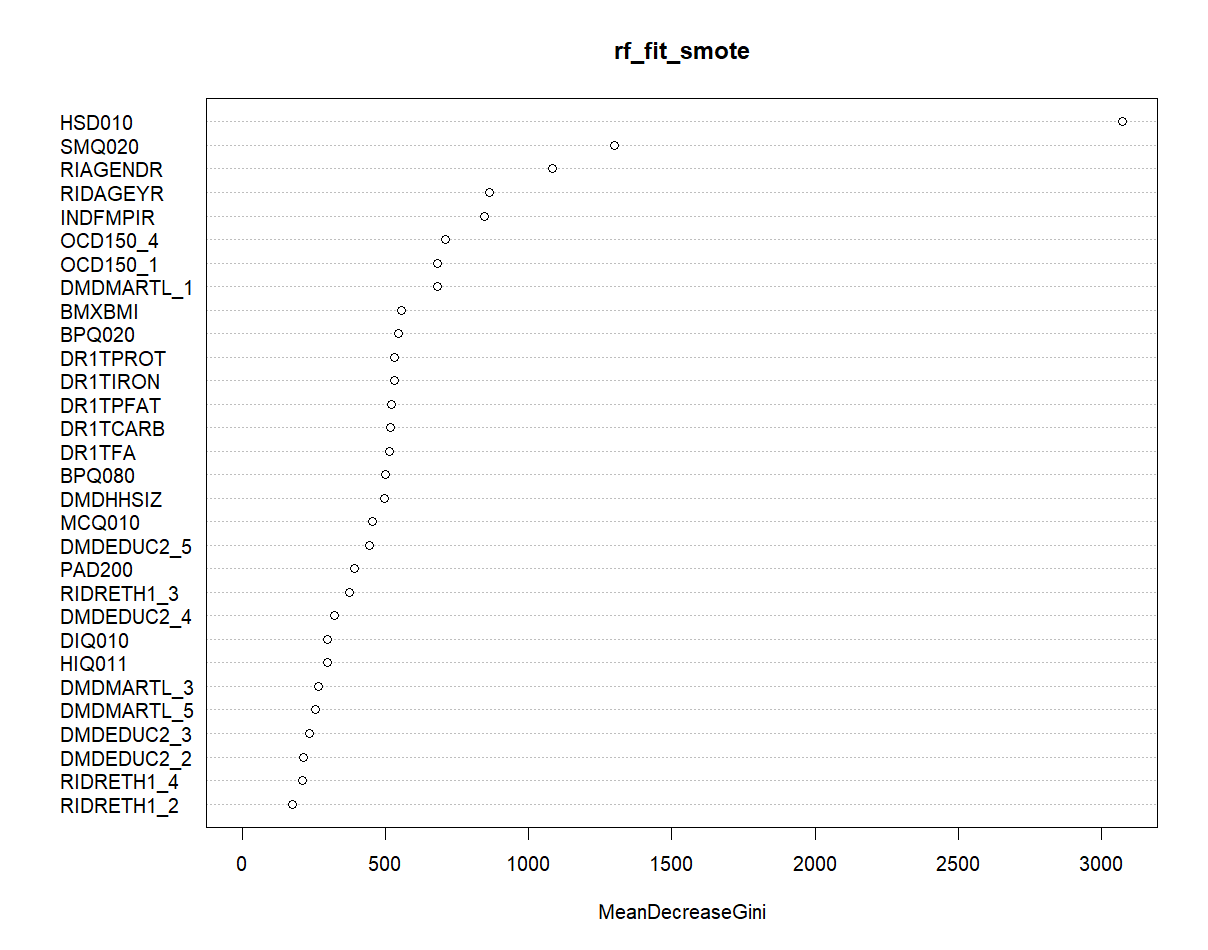 rf_fit_smote
HSD010
SMQ020
RIAGENDR
RIDAGEYR
INDFMPIR
OCD150_4
OCD150_1
DMDMARTL_1
BMXBMI
BPQ020
DR1TPROT
DR1TIRON
DR1TPFAT
DR1TCARB
DR1TFA
BPQ080
DMDHHSIZ
MCQ010
DMDEDUC2_5
PAD200
RIDRETH1_3
DMDEDUC2_4
DIQ010
HIQ011
DMDMARTL_3
DMDMARTL_5
DMDEDUC2_3
DMDEDUC2_2
RIDRETH1_4
RIDRETH1_2
0 500 1000 1500 2000 2500 3000
MeanDecreaseGini